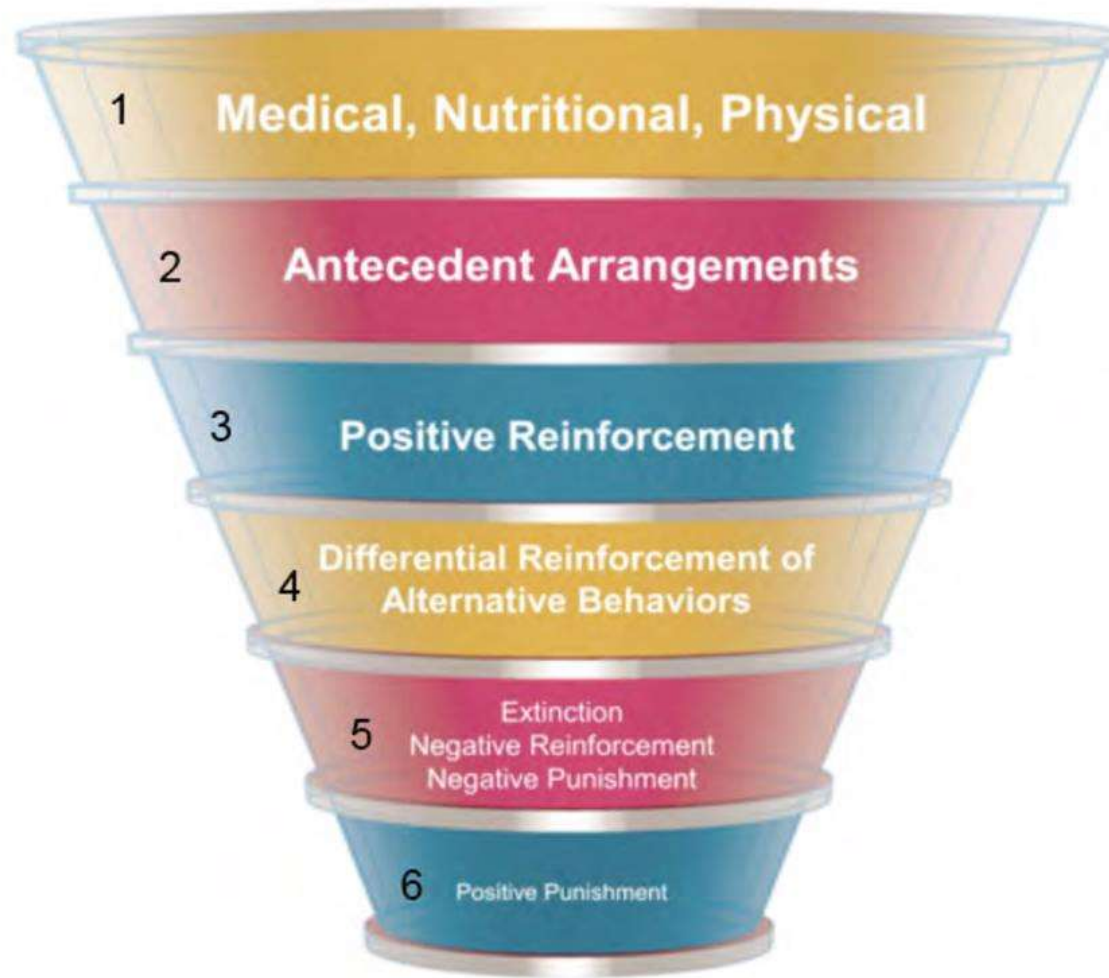 1
Medical, Nutritional, Physical
2
Antecedent Arrangements
3
Positive Reinforcement
4
Differential Reinforcement of
Alternative Behaviors
5
Extinction
Negative Reinforcement
Negative Punishment
6
Positive Punishment